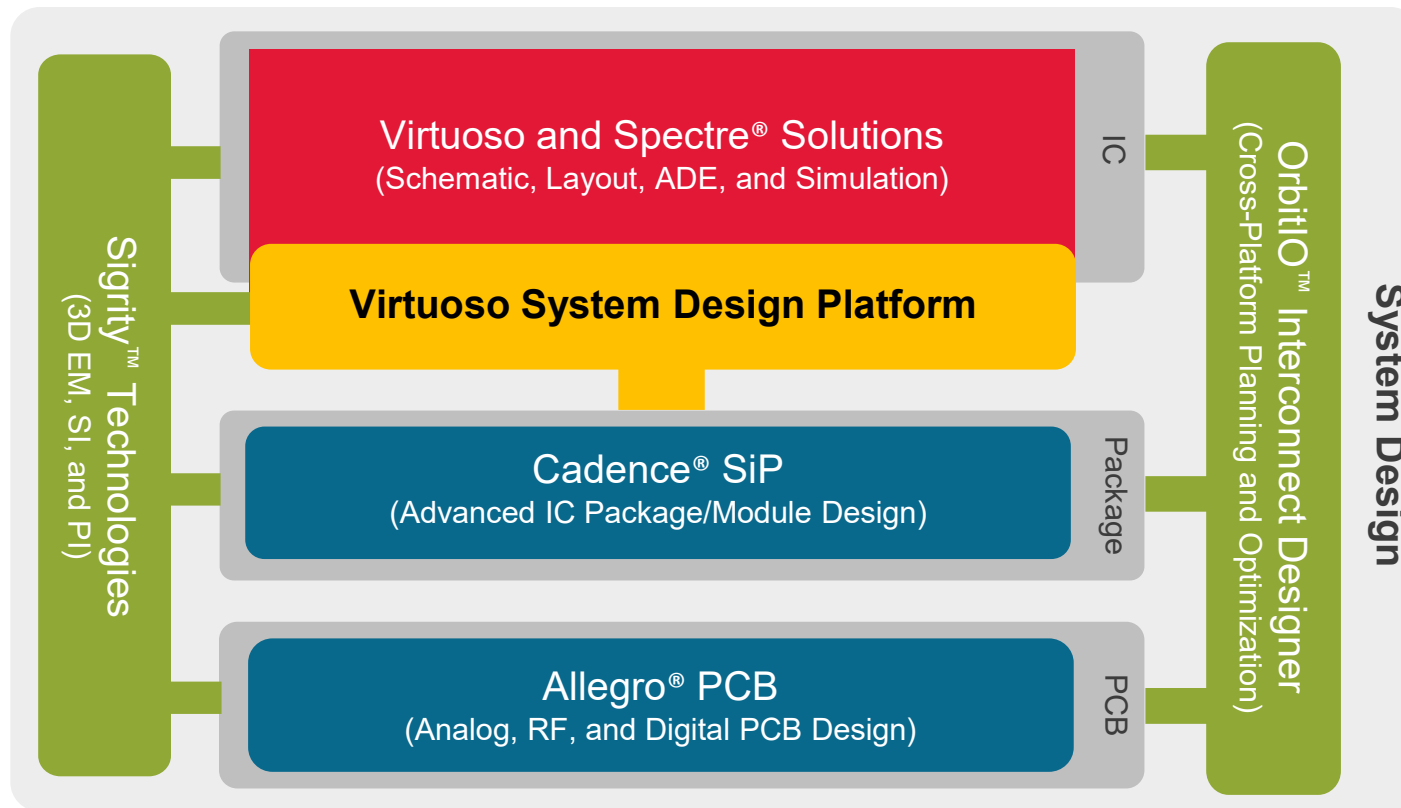 Virtuoso and Spectre® Solutions
(Schematic, Layout, ADE, and Simulation)
IC
Virtuoso System Design Platform
Cadence® SiP
(Advanced IC Package/Module Design)
Package
Allegro® PCB
(Analog, RF, and Digital PCB Design)
PCB
Sigrity™ Technologies
(3D EM, SI, and PI)
OrbitIO™ Interconnect Designer
(Cross-Platform Planning and Optimization)
System Design